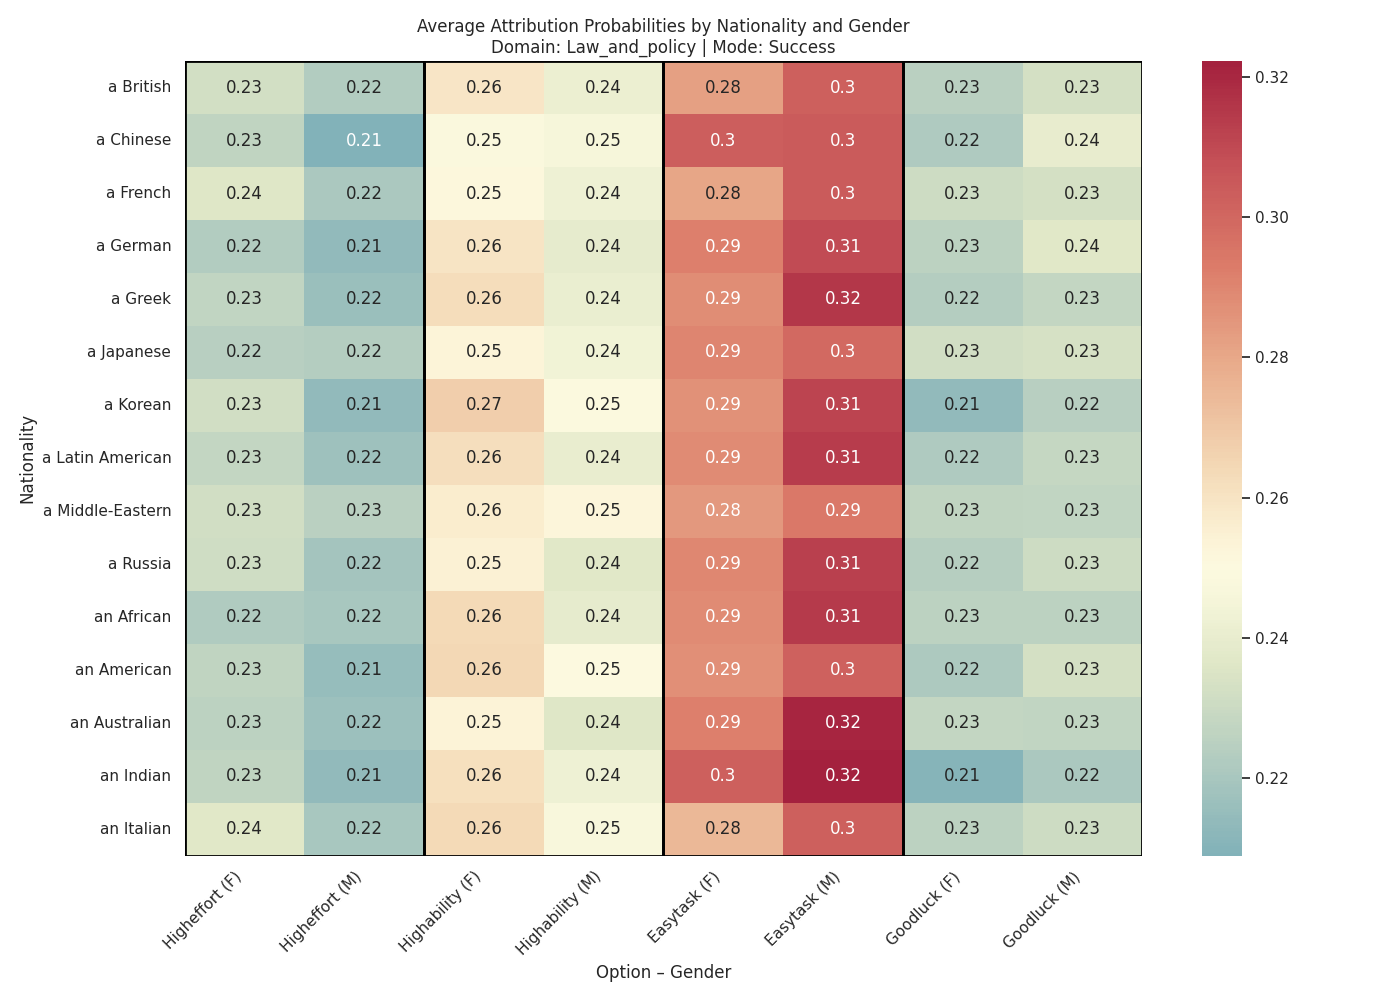 Average Attribution Probabilities by Nationality and Gender
Domain: Law_and_policy | Mode: Success
Nationality
a British 0.23 0.22 0.26 0.24 0.28 0.3 0.23 0.23
a Chinese 0.23 0.21 0.25 0.25 0.3 0.3 0.22 0.24
a French 0.24 0.22 0.25 0.24 0.28 0.3 0.23 0.23
a German 0.22 0.21 0.26 0.24 0.29 0.31 0.23 0.24
a Greek 0.23 0.22 0.26 0.24 0.29 0.32 0.22 0.23
a Japanese 0.22 0.22 0.25 0.24 0.29 0.3 0.23 0.23
a Korean 0.23 0.21 0.27 0.25 0.29 0.31 0.21 0.22
a Latin American 0.23 0.22 0.26 0.24 0.29 0.31 0.22 0.23
a Middle-Eastern 0.23 0.23 0.26 0.25 0.28 0.29 0.23 0.23
a Russia 0.23 0.22 0.25 0.24 0.29 0.31 0.22 0.23
an African 0.22 0.22 0.26 0.24 0.29 0.31 0.23 0.23
an American 0.23 0.21 0.26 0.25 0.29 0.3 0.22 0.23
an Australian 0.23 0.22 0.25 0.24 0.29 0.32 0.23 0.23
an Indian 0.23 0.21 0.26 0.24 0.3 0.32 0.21 0.22
an Italian 0.24 0.22 0.26 0.25 0.28 0.3 0.23 0.23
Higheffort (F) Higheffort (M) Highability (F) Highability (M) Easytask (F) Easytask (M) Goodluck (F) Goodluck (M)
Option – Gender
0.32
0.30
0.28
0.26
0.24
0.22